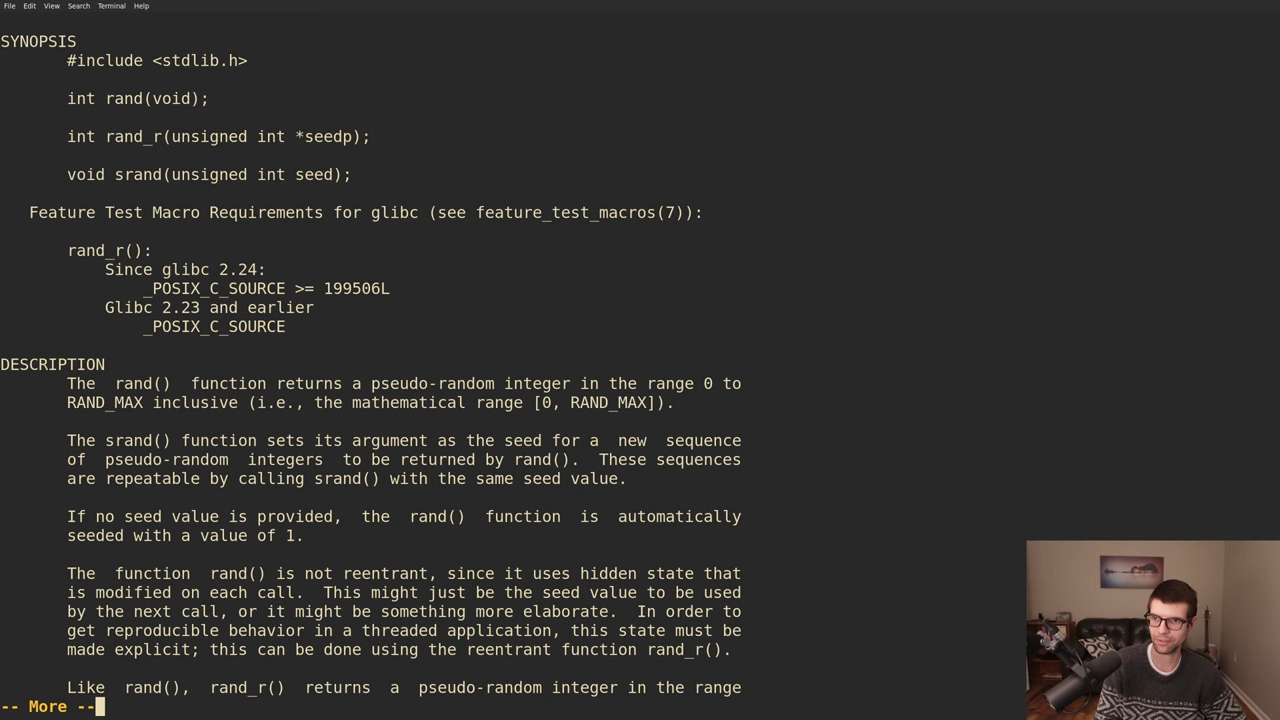 File Edit View Search Terminal Help
SYNOPSIS
#include <stdlib.h>
int rand(void);
int rand_r(unsigned int *seedp);
void srand(unsigned int seed);
Feature Test Macro Requirements for glibc (see feature_test_macros(7)):
rand_r():
Since glibc 2.24:
_POSIX_C_SOURCE >= 199506L
Glibc 2.23 and earlier
_POSIX_C_SOURCE
DESCRIPTION
The  rand()  function returns a pseudo-random integer in the range 0 to
RAND_MAX inclusive (i.e., the mathematical range [0, RAND_MAX]).
The srand() function sets its argument as the seed for a  new  sequence
of  pseudo-random  integers  to be returned by rand().  These sequences
are repeatable by calling srand() with the same seed value.
If no seed value is provided,  the  rand()  function  is  automatically
seeded with a value of 1.
The  function  rand() is not reentrant, since it uses hidden state that
is modified on each call.  This might just be the seed value to be used
by the next call, or it might be something more elaborate.  In order to
get reproducible behavior in a threaded application, this state must be
made explicit; this can be done using the reentrant function rand_r().
Like  rand(),  rand_r()  returns  a  pseudo-random integer in the range
-- More --